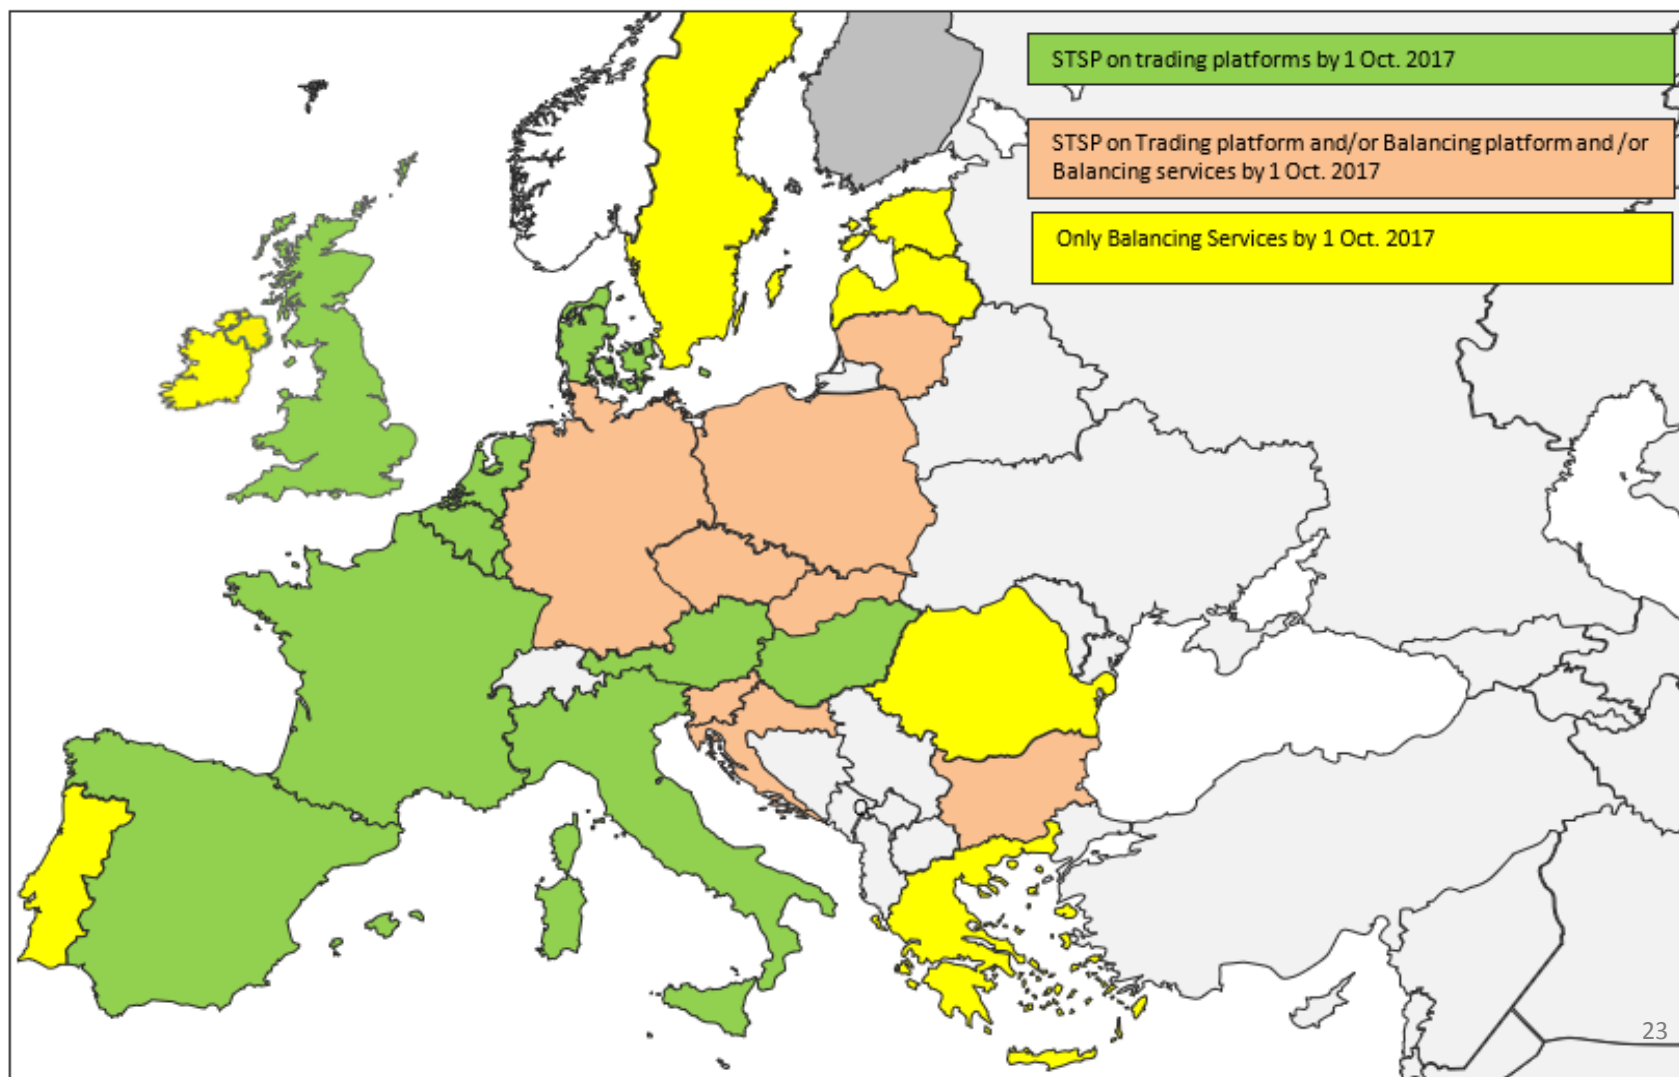 STSP on trading platforms by 1 Oct. 2017
STSP on Trading platform and/or Balancing platform and /or
Balancing services by 1 Oct. 2017
Only Balancing Services by 1 Oct. 2017
23